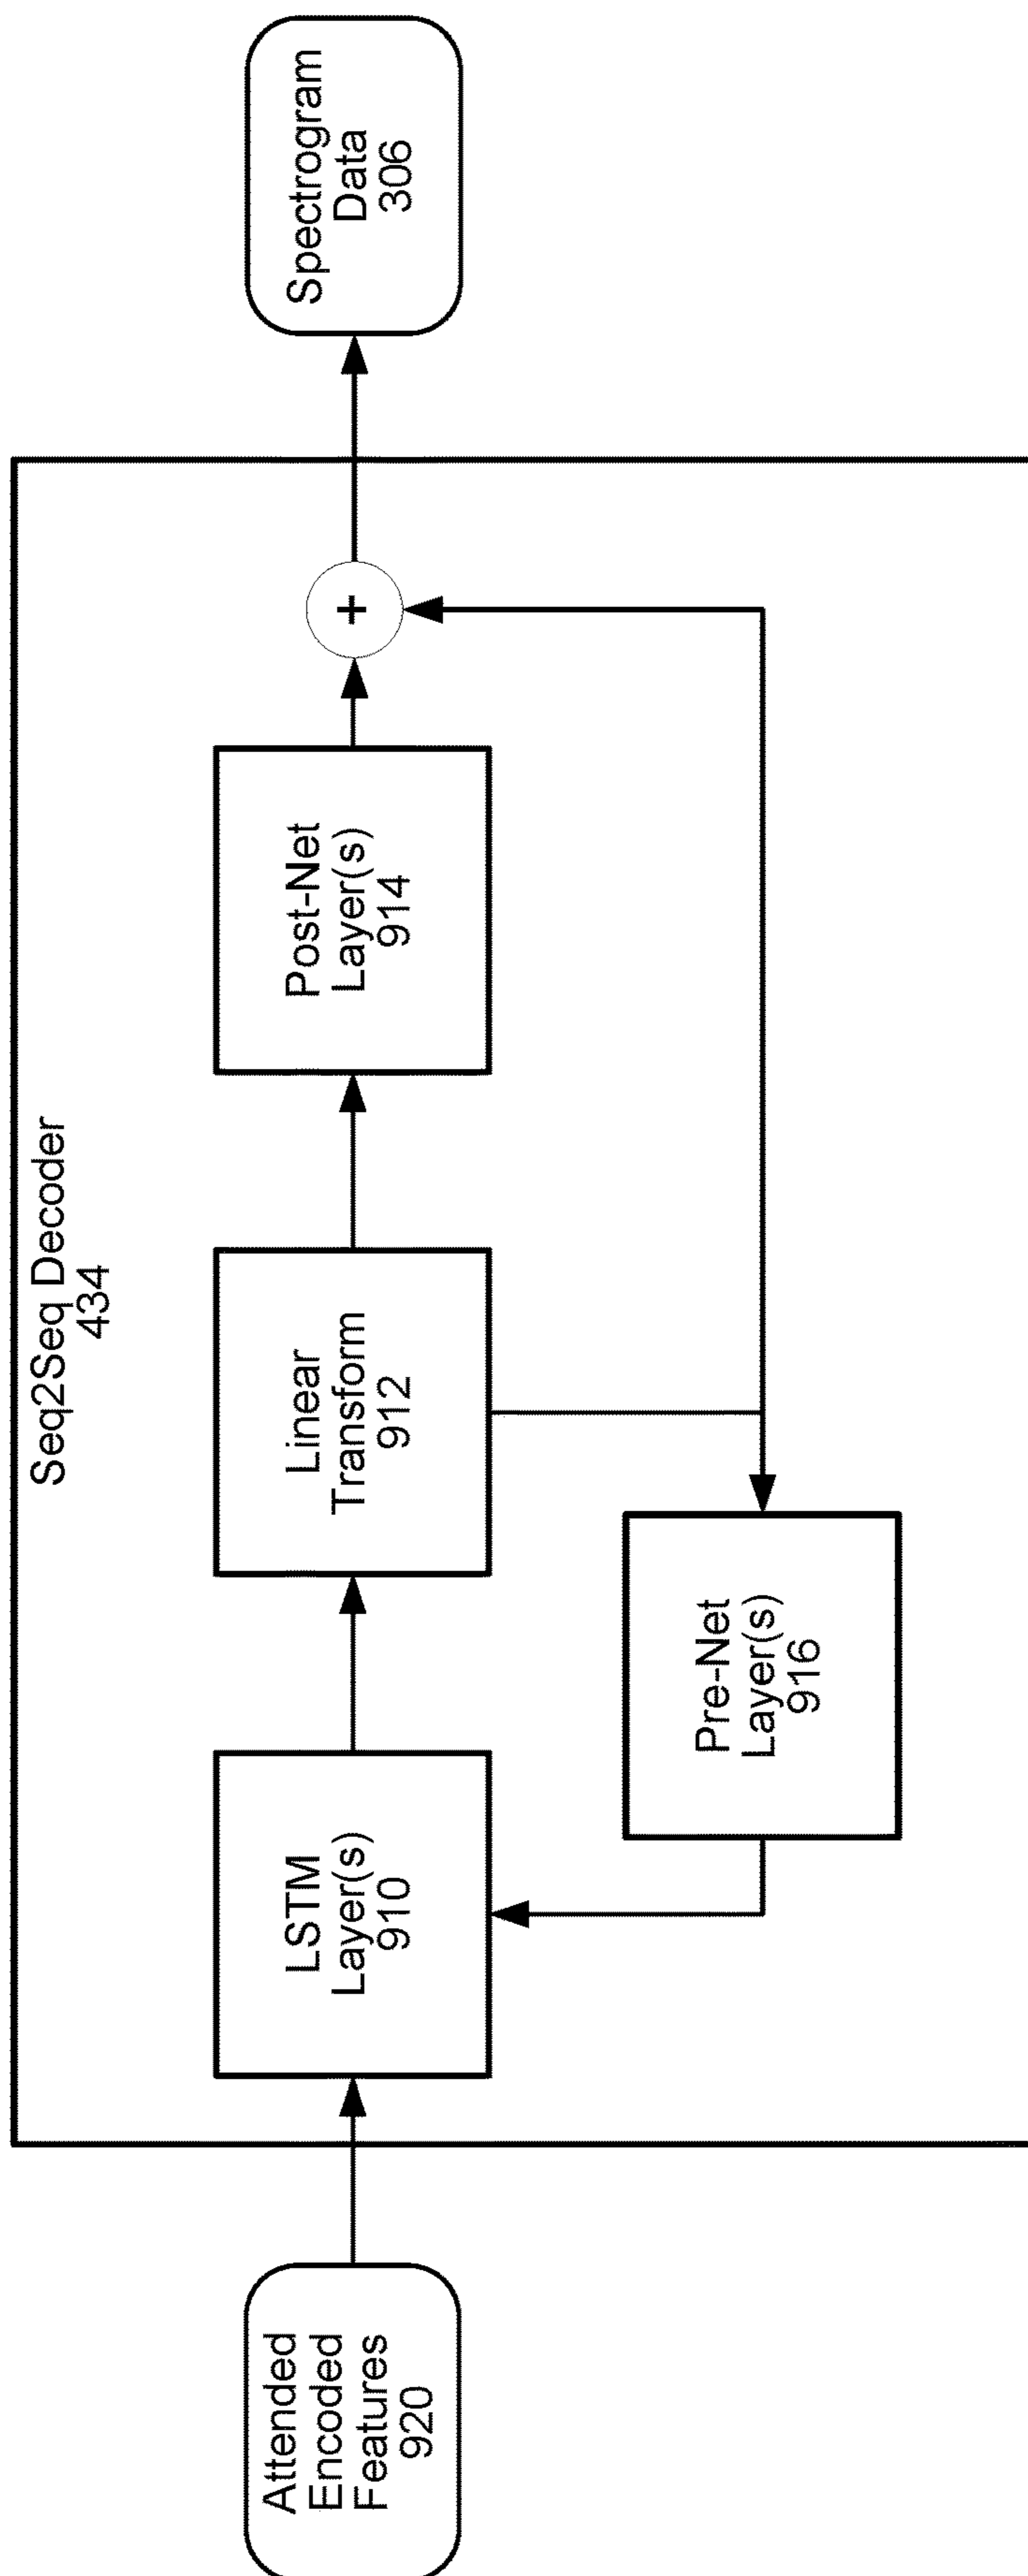 Seq2Seq Decoder
434
Attended
Encoded
Features
920
LSTM
Layer(s)
910
Linear
Transform
912
Post-Net
Layer(s)
914
+
Spectrogram
Data
306
Pre-Net
Layer(s)
916